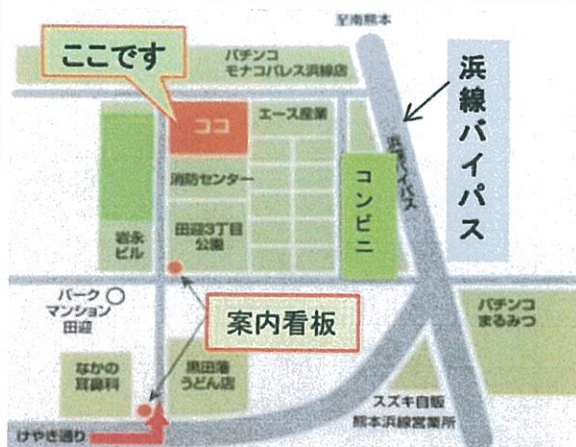 至南熊本
ここです
パチンコ
モナコパレス浜線店
浜線バイパス
ココ
エース産業
浜線バイパス
消防センター
コンビニ
岩永
ビル
田迎3丁目
公園
パーク
マンション
田迎
案内看板
パチンコ
まるみつ
なかの
耳鼻科
黒田藩
うどん店
スズキ自販
熊本浜線営業所
けやき通り